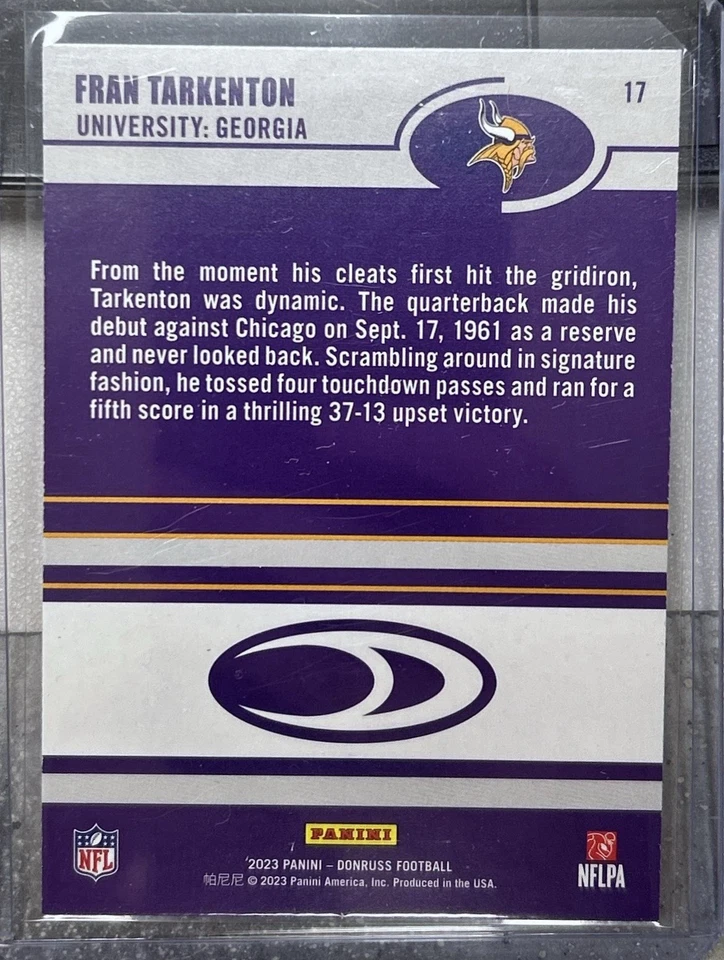 FRAN TARKENTON
17
UNIVERSITY: GEORGIA
From the moment his cleats first hit the gridiron,
Tarkenton was dynamic. The quarterback made his
debut against Chicago on Sept. 17, 1961 as a reserve
and never looked back. Scrambling around in signature
fashion, he tossed four touchdown passes and ran for a
fifth score in a thrilling 37-13 upset victory.
PANINI
2023 PANINI – DONRUSS FOOTBALL
帕尼尼 © 2023 Panini America, Inc. Produced in the USA.
NFL
NFLPA